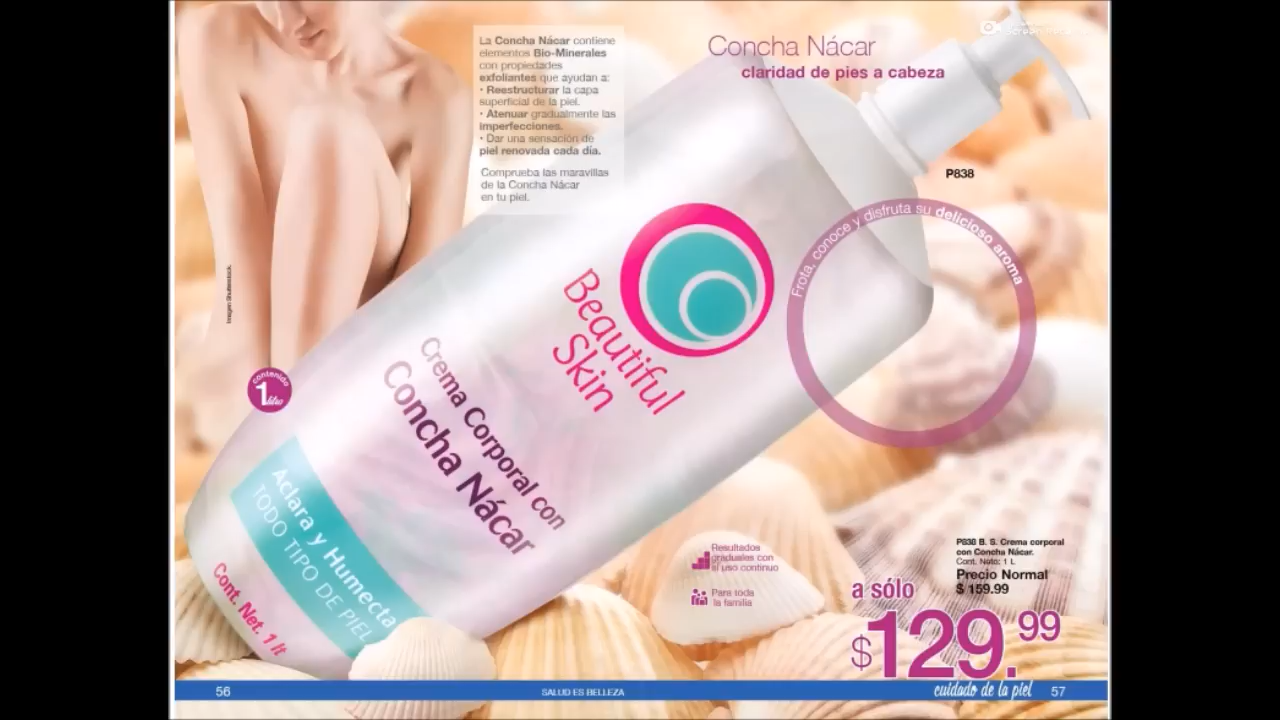 La Concha Nácar contiene
elementos Bio-Minerales
con propiedades
exfoliantes que ayudan a:
• Reestructurar la capa
superficial de la piel.
• Atenuar gradualmente las
imperfecciones.
• Dar una sensación de
piel renovada cada día.
Comprueba las maravillas
de la Concha Nácar
en tu piel.
Concha Nácar
claridad de pies a cabeza
P838
Frota, conoce y disfruta su delicioso aroma
Imagen Shutterstock.
contenido
1 litro
Beautiful
Skin
Crema Corporal con
Concha Nácar
Aclara y Humecta
TODO TIPO DE PIEL
Cont. Net. 1 lt
Resultados
graduales con
el uso continuo
Para toda
la familia
P838 B. S. Crema corporal
con Concha Nácar.
Cont. Neto: 1 L
Precio Normal
$ 159.99
a sólo
$129.99
56
SALUD ES BELLEZA
cuidado de la piel 57